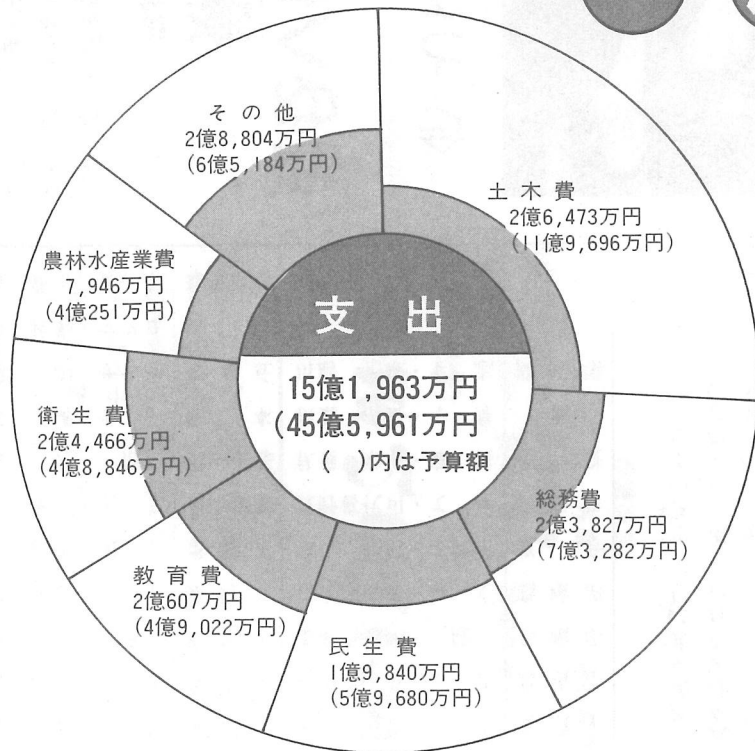 支出
15億1,963万円
(45億5,961万円
( )内は予算額
土木費
2億6,473万円
(11億9,696万円)
総務費
2億3,827万円
(7億3,282万円)
民生費
1億9,840万円
(5億9,680万円)
教育費
2億607万円
(4億9,022万円)
衛生費
2億4,466万円
(4億8,846万円)
農林水産業費
7,946万円
(4億251万円)
その他
2億8,804万円
(6億5,184万円)